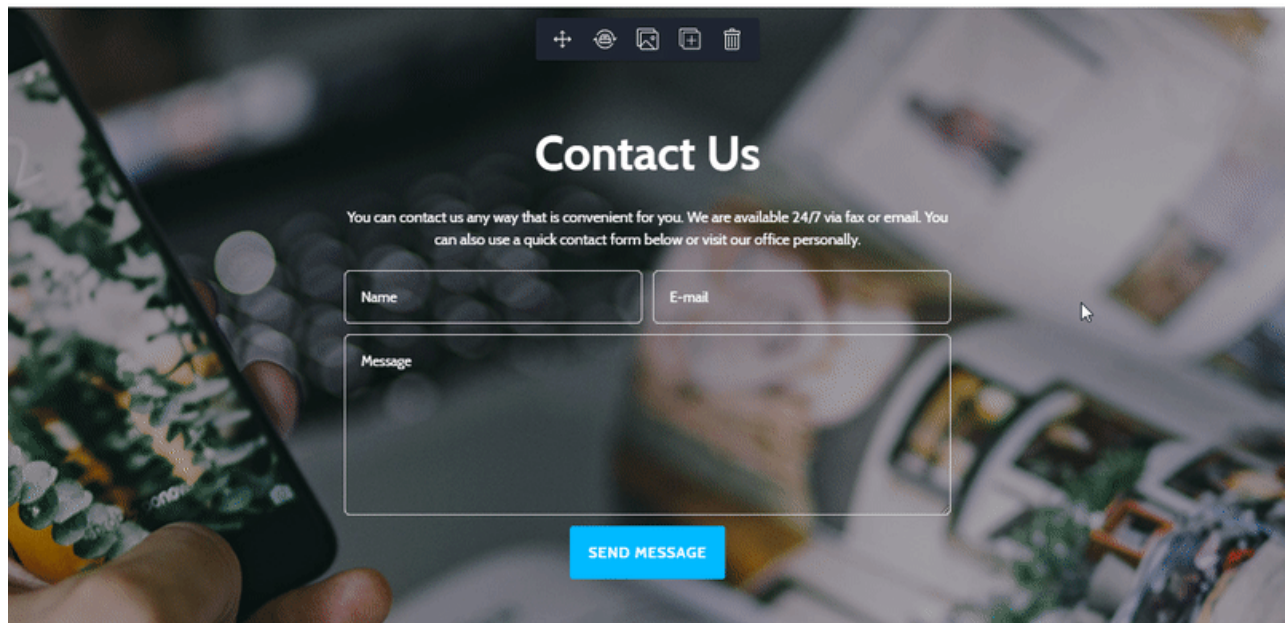 Contact Us
You can contact us any way that is convenient for you. We are available 24/7 via fax or email. You
can also use a quick contact form below or visit our office personally.
Name
E-mail
Message
SEND MESSAGE